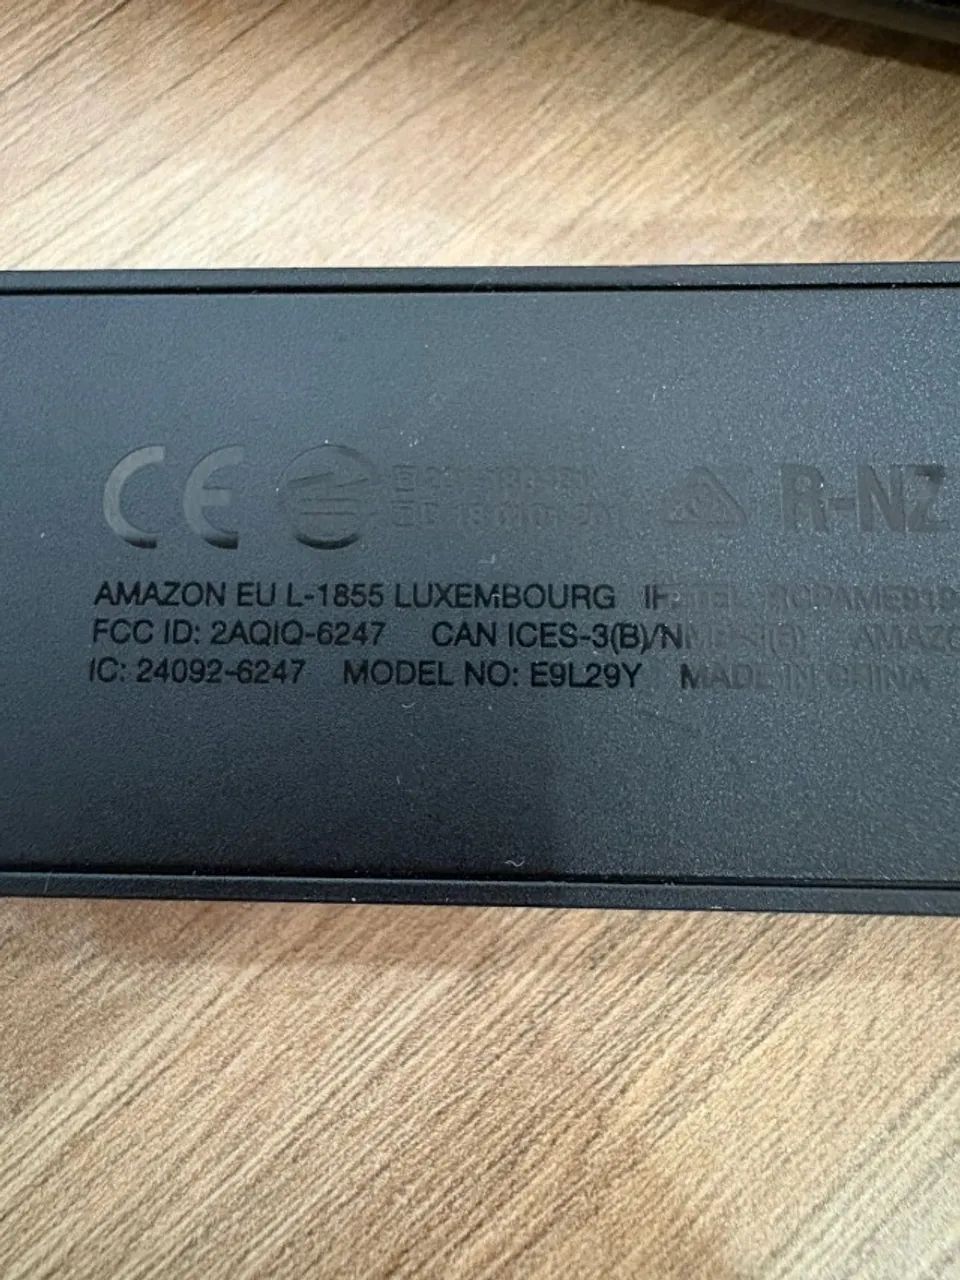 CE R-NZ
AMAZON EU L-1855 LUXEMBOURG
FCC ID: 2AQIQ-6247 CAN ICES-3(B)/NMB-3(B)
IC: 24092-6247 MODEL NO: E9L29Y MADE IN CHINA